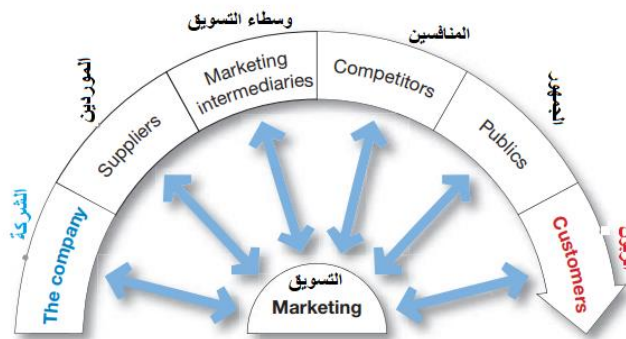 الشركة
The company
الموردين
Suppliers
وسطاء التسويق
Marketing
intermediaries
المنافسين
Competitors
الجمهور
Publics
Customers
التسويق
Marketing